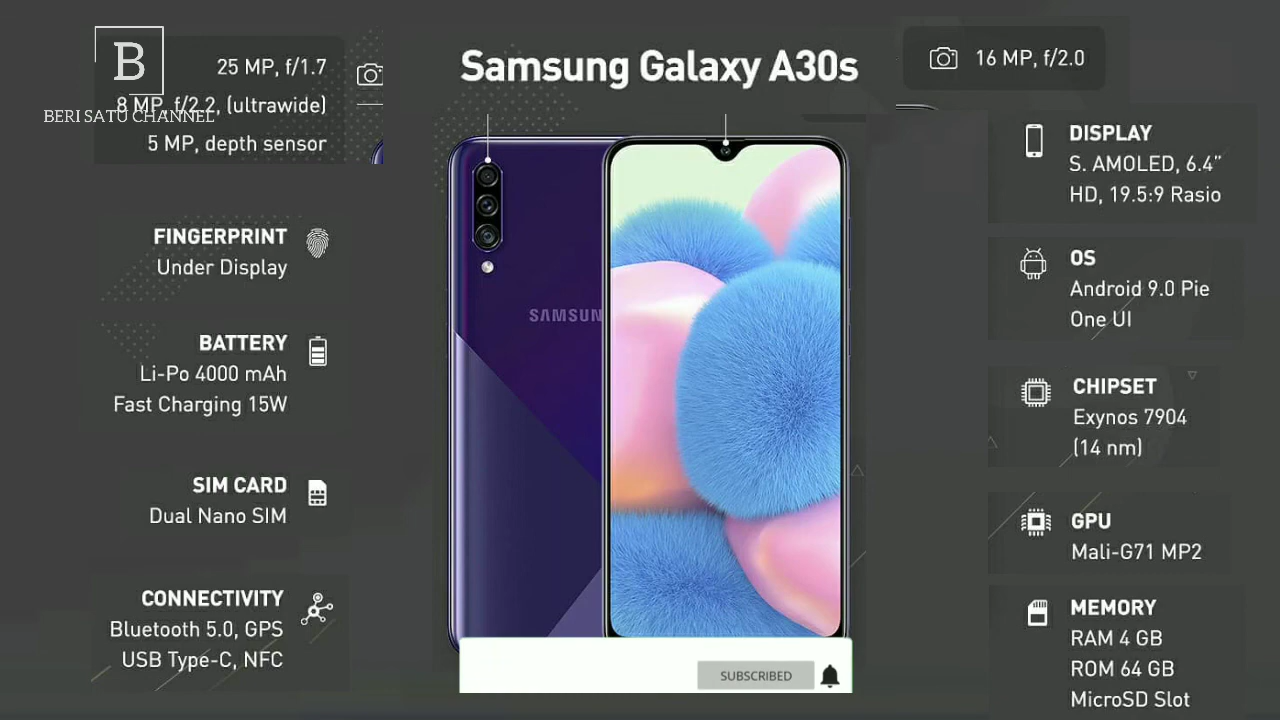 B
BERI SATU CHANNEL
25 MP, f/1.7
8 MP, f/2.2, (ultrawide)
5 MP, depth sensor
Samsung Galaxy A30s
16 MP, f/2.0
FINGERPRINT
Under Display
BATTERY
Li-Po 4000 mAh
Fast Charging 15W
SIM CARD
Dual Nano SIM
CONNECTIVITY
Bluetooth 5.0, GPS
USB Type-C, NFC
SAMSUN
SUBSCRIBED
DISPLAY
S. AMOLED, 6.4”
HD, 19.5:9 Rasio
OS
Android 9.0 Pie
One UI
CHIPSET
Exynos 7904
(14 nm)
GPU
Mali-G71 MP2
MEMORY
RAM 4 GB
ROM 64 GB
MicroSD Slot